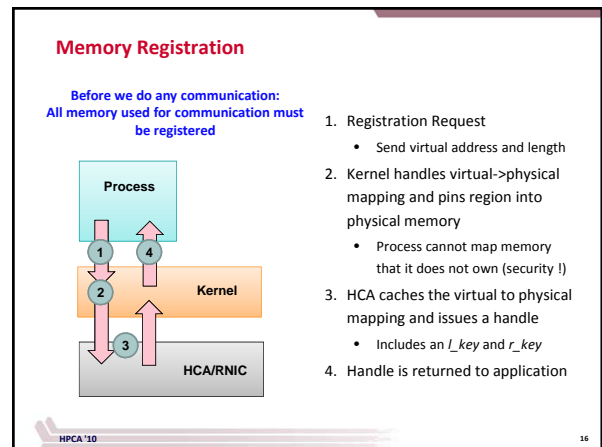 Memory Registration
Before we do any communication:
All memory used for communication must
be registered
Process
1
4
2
Kernel
3
HCA/RNIC
1. Registration Request
• Send virtual address and length
2. Kernel handles virtual->physical
mapping and pins region into
physical memory
• Process cannot map memory
that it does not own (security !)
3. HCA caches the virtual to physical
mapping and issues a handle
• Includes an l_key and r_key
4. Handle is returned to application
HPCA '10
16